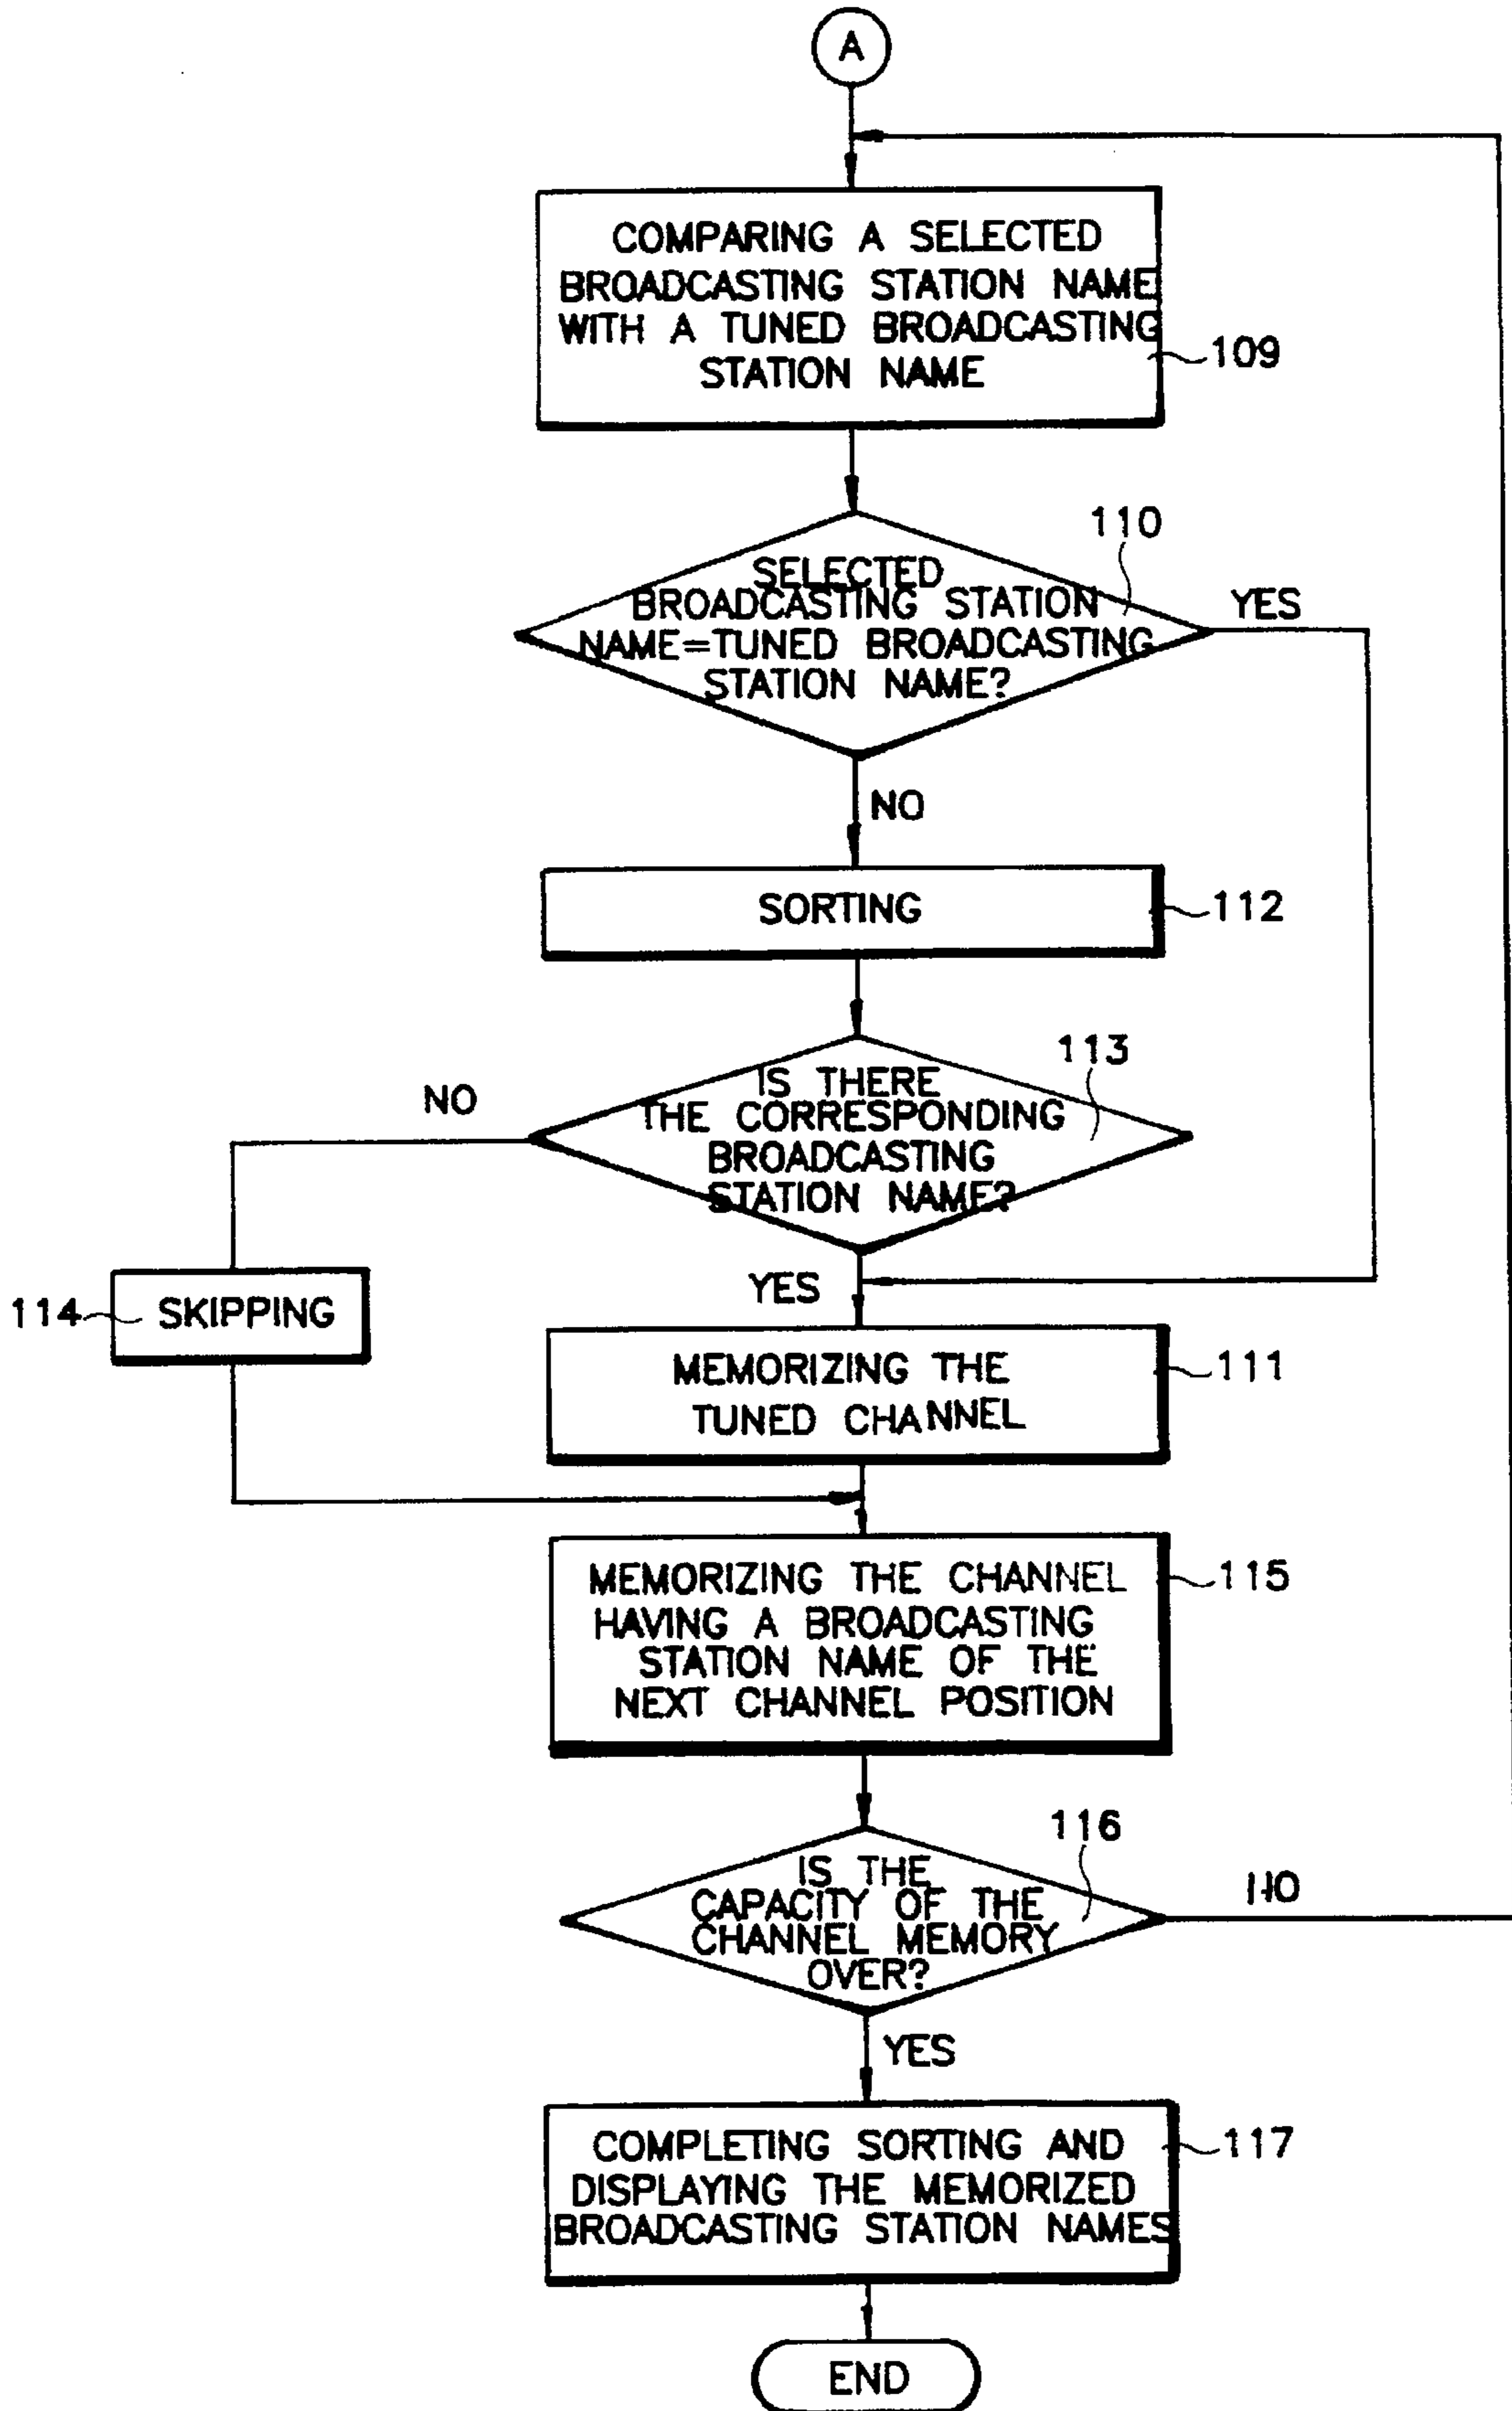 A
COMPARING A SELECTED
BROADCASTING STATION NAME
WITH A TUNED BROADCASTING
STATION NAME
109
110
SELECTED
BROADCASTING STATION
NAME=TUNED BROADCASTING
STATION NAME?
YES
NO
SORTING
112
113
IS THERE
THE CORRESPONDING
BROADCASTING
STATION NAME?
NO
YES
114
SKIPPING
MEMORIZING THE
TUNED CHANNEL
111
MEMORIZING THE CHANNEL
HAVING A BROADCASTING
STATION NAME OF THE
NEXT CHANNEL POSITION
115
116
IS THE
CAPACITY OF THE
CHANNEL MEMORY
OVER?
NO
YES
COMPLETING SORTING AND
DISPLAYING THE MEMORIZED
BROADCASTING STATION NAMES
117
END